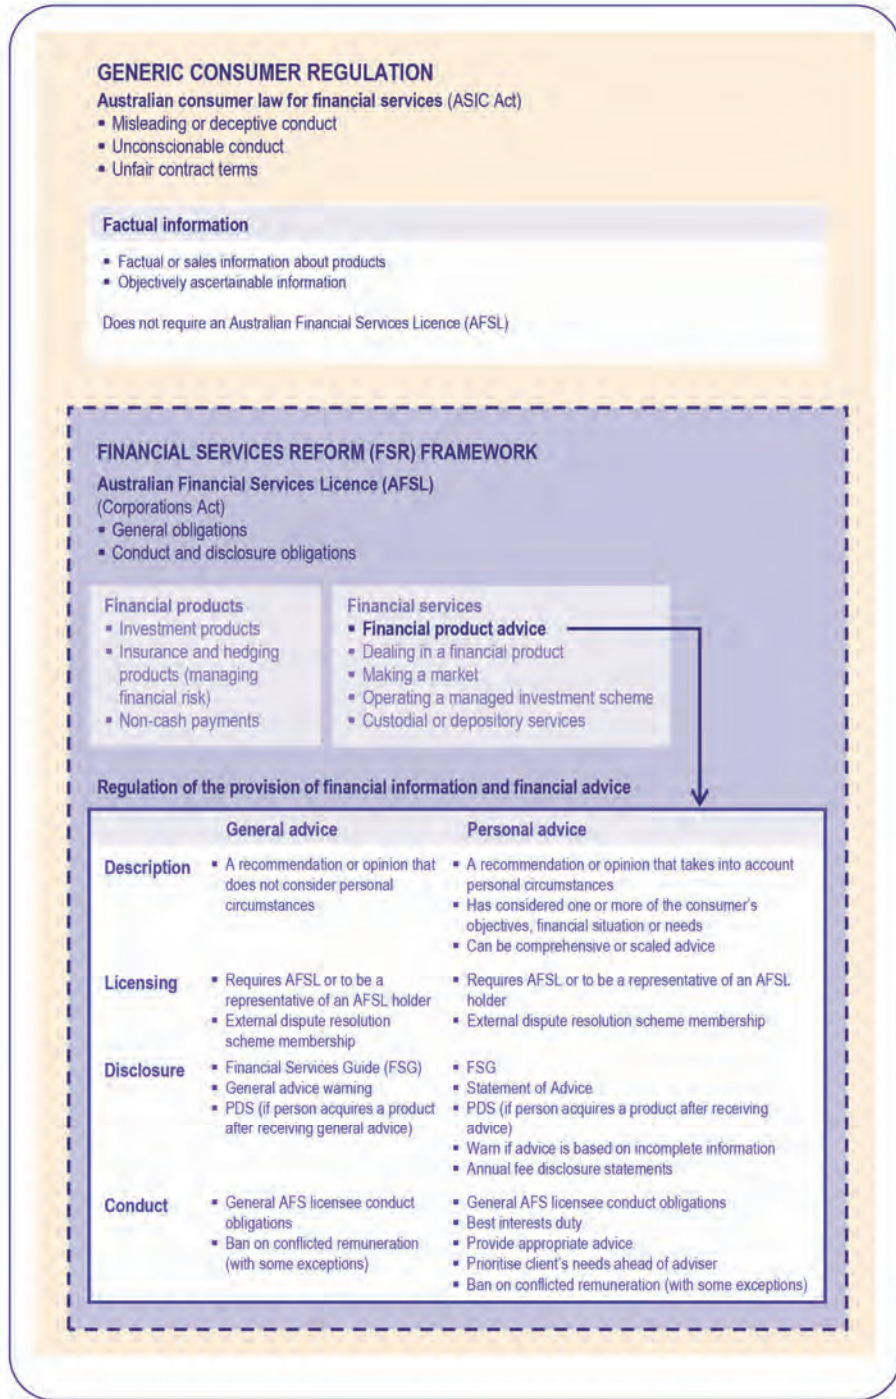 GENERIC CONSUMER REGULATION
Australian consumer law for financial services (ASIC Act)
▪ Misleading or deceptive conduct
▪ Unconscionable conduct
▪ Unfair contract terms
Factual information
▪ Factual or sales information about products
▪ Objectively ascertainable information
Does not require an Australian Financial Services Licence (AFSL)
FINANCIAL SERVICES REFORM (FSR) FRAMEWORK
Australian Financial Services Licence (AFSL)
(Corporations Act)
▪ General obligations
▪ Conduct and disclosure obligations
Financial products
▪ Investment products
▪ Insurance and hedging
products (managing
financial risk)
▪ Non-cash payments
Financial services
▪ Financial product advice
▪ Dealing in a financial product
▪ Making a market
▪ Operating a managed investment scheme
▪ Custodial or depository services
Regulation of the provision of financial information and financial advice
General advice
Personal advice
Description
▪ A recommendation or opinion that
does not consider personal
circumstances
▪ A recommendation or opinion that takes into account
personal circumstances
▪ Has considered one or more of the consumer's
objectives, financial situation or needs
▪ Can be comprehensive or scaled advice
Licensing
▪ Requires AFSL or to be a
representative of an AFSL holder
▪ External dispute resolution
scheme membership
▪ Requires AFSL or to be a representative of an AFSL
holder
▪ External dispute resolution scheme membership
Disclosure
▪ Financial Services Guide (FSG)
▪ General advice warning
▪ PDS (if person acquires a product
after receiving general advice)
▪ FSG
▪ Statement of Advice
▪ PDS (if person acquires a product after receiving
advice)
▪ Warn if advice is based on incomplete information
▪ Annual fee disclosure statements
Conduct
▪ General AFS licensee conduct
obligations
▪ Ban on conflicted remuneration
(with some exceptions)
▪ General AFS licensee conduct obligations
▪ Best interests duty
▪ Provide appropriate advice
▪ Prioritise client's needs ahead of adviser
▪ Ban on conflicted remuneration (with some exceptions)